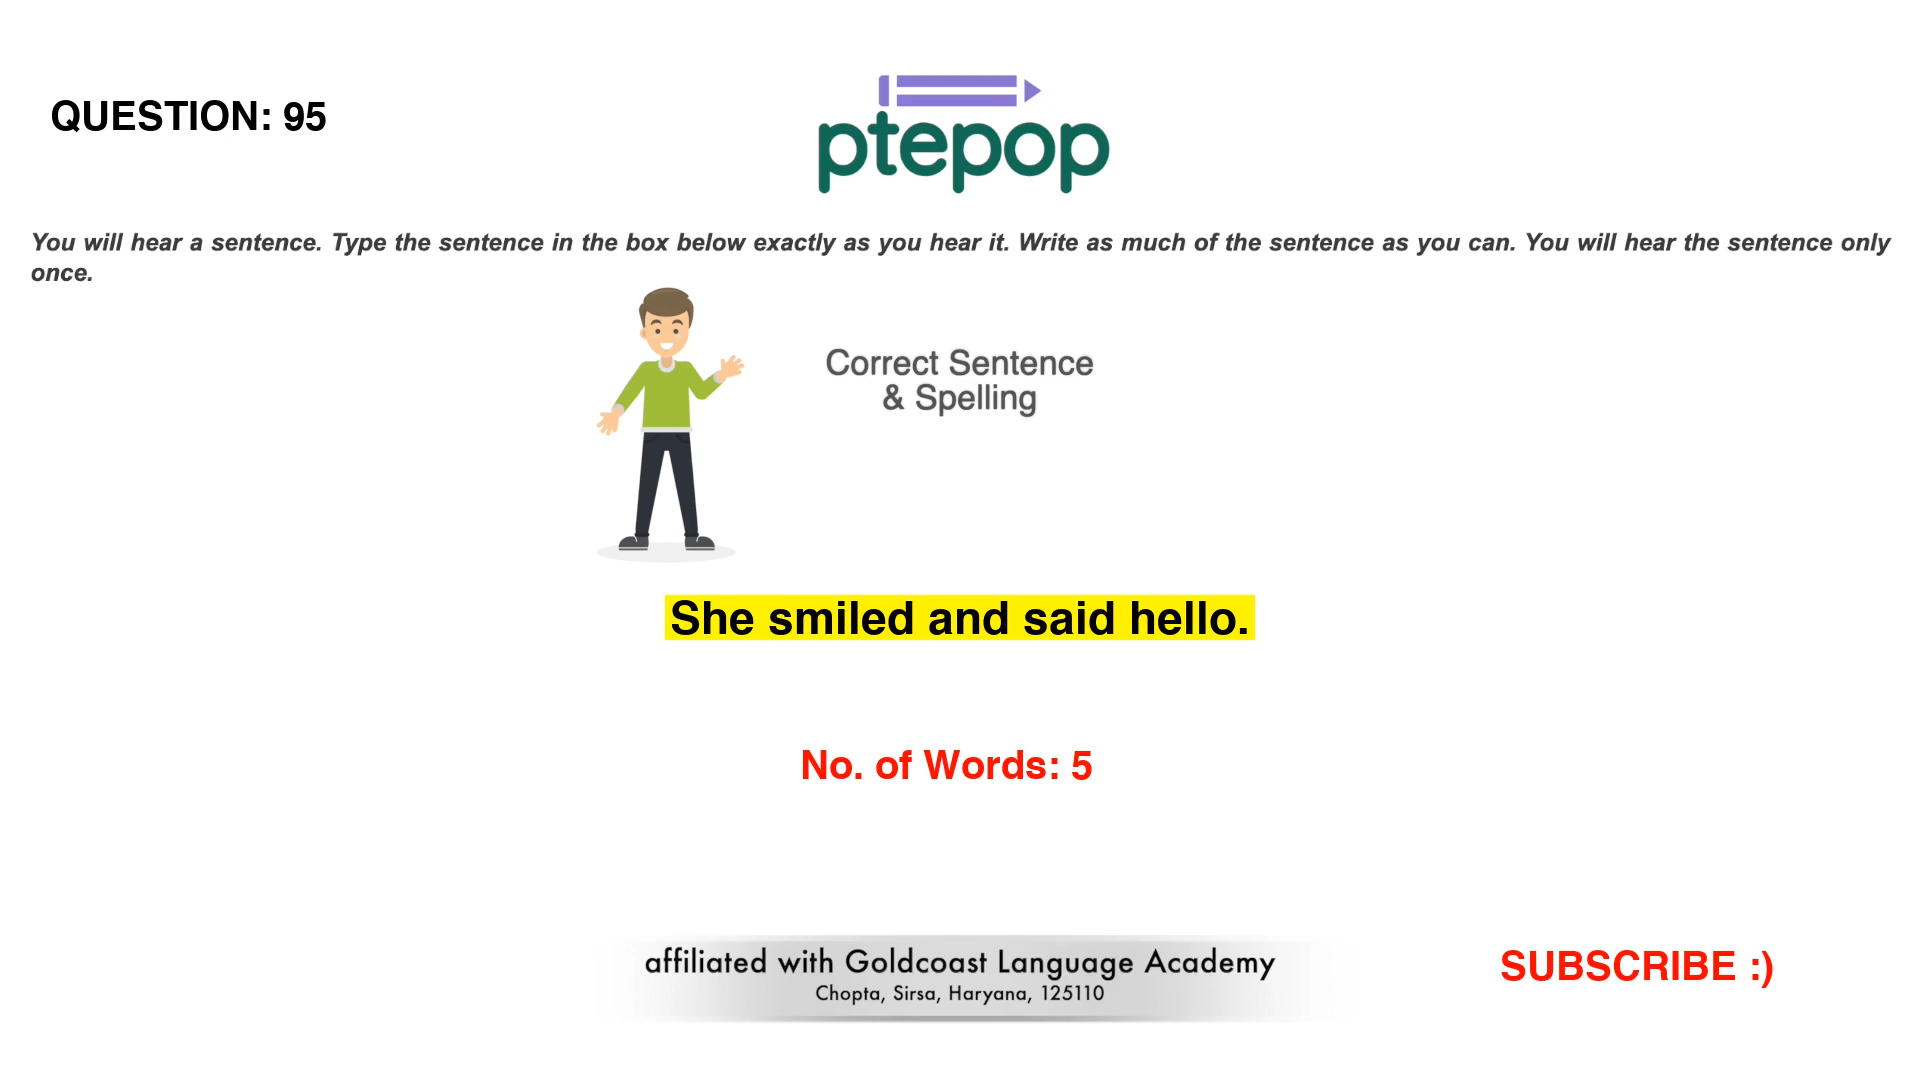 QUESTION: 95
ptepop
You will hear a sentence. Type the sentence in the box below exactly as you hear it. Write as much of the sentence as you can. You will hear the sentence only
once.
Correct Sentence
& Spelling
She smiled and said hello.
No. of Words: 5
affiliated with Goldcoast Language Academy
Chopta, Sirsa, Haryana, 125110
SUBSCRIBE :)